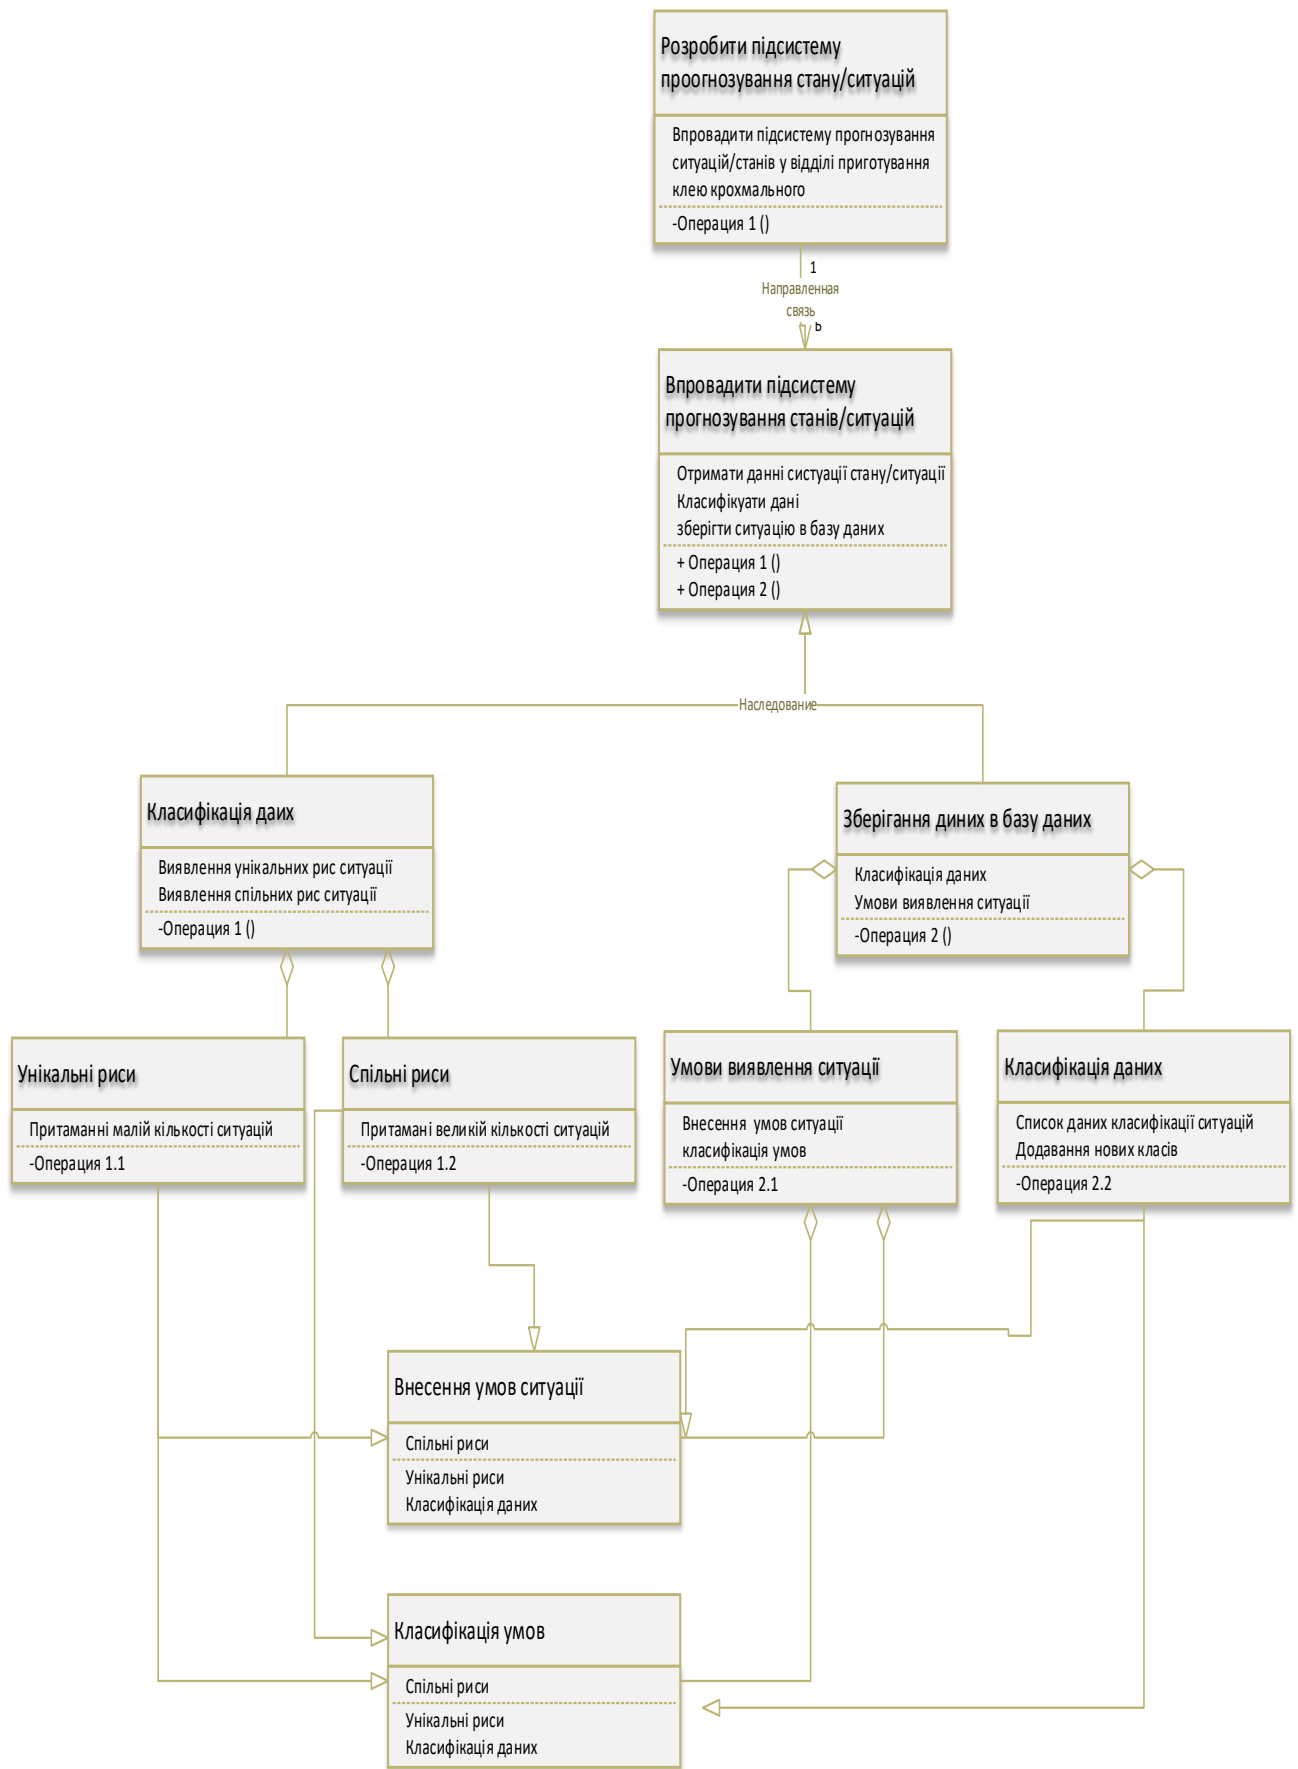 Розробити підсистему
проогнозування стану/ситуацій
Впровадити підсистему прогнозування
ситуацій/станів у відділі приготування
клею крохмального
-Операция 1 ()
1
Направленная
связь
b
Впровадити підсистему
прогнозування станів/ситуацій
Отримати данні систуації стану/ситуації
Класифікуати дані
зберігти ситуацію в базу даних
+ Операция 1 ()
+ Операция 2 ()
Наследование
Класифікація даих
Виявлення унікальних рис ситуації
Виявлення спільних рис ситуації
-Операция 1 ()
Зберігання диних в базу даних
Класифікація даних
Умови виявлення ситуації
-Операция 2 ()
Унікальні риси
Притаманні малій кількості ситуацій
-Операция 1.1
Спільні риси
Притамані великій кількості ситуацій
-Операция 1.2
Умови виявлення ситуації
Внесення умов ситуації
класифікація умов
-Операция 2.1
Класифікація даних
Список даних класифікації ситуацій
Додавання нових класів
-Операция 2.2
Внесення умов ситуації
Спільні риси
Унікальні риси
Класифікація даних
Класифікація умов
Спільні риси
Унікальні риси
Класифікація даних